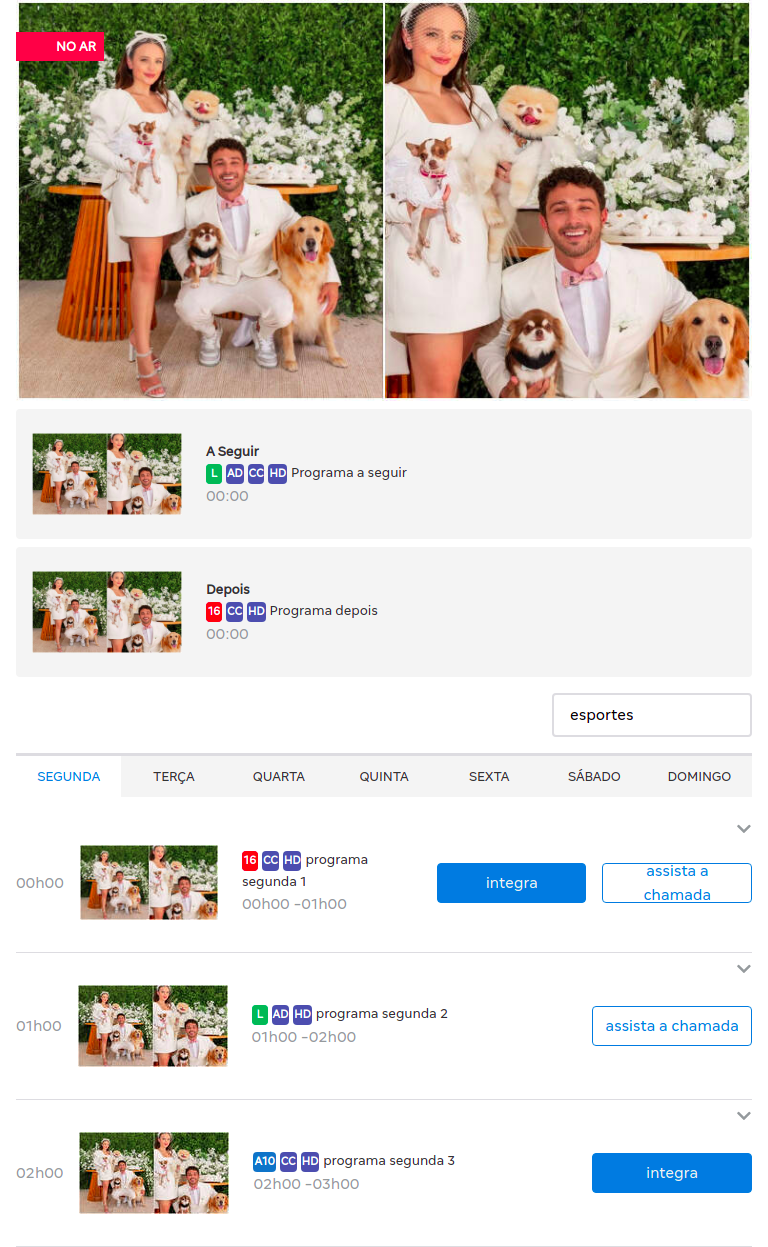 NO AR
A Seguir
L AD CC HD Programa a seguir
00:00
Depois
16 CC HD Programa depois
00:00
esportes
SEGUNDA TERÇA QUARTA QUINTA SEXTA SÁBADO DOMINGO
00h00
16 CC HD programa
segunda 1
00h00 -01h00
integra
assista a
chamada
01h00
L AD HD programa segunda 2
01h00 -02h00
assista a chamada
02h00
A10 CC HD programa segunda 3
02h00 -03h00
integra